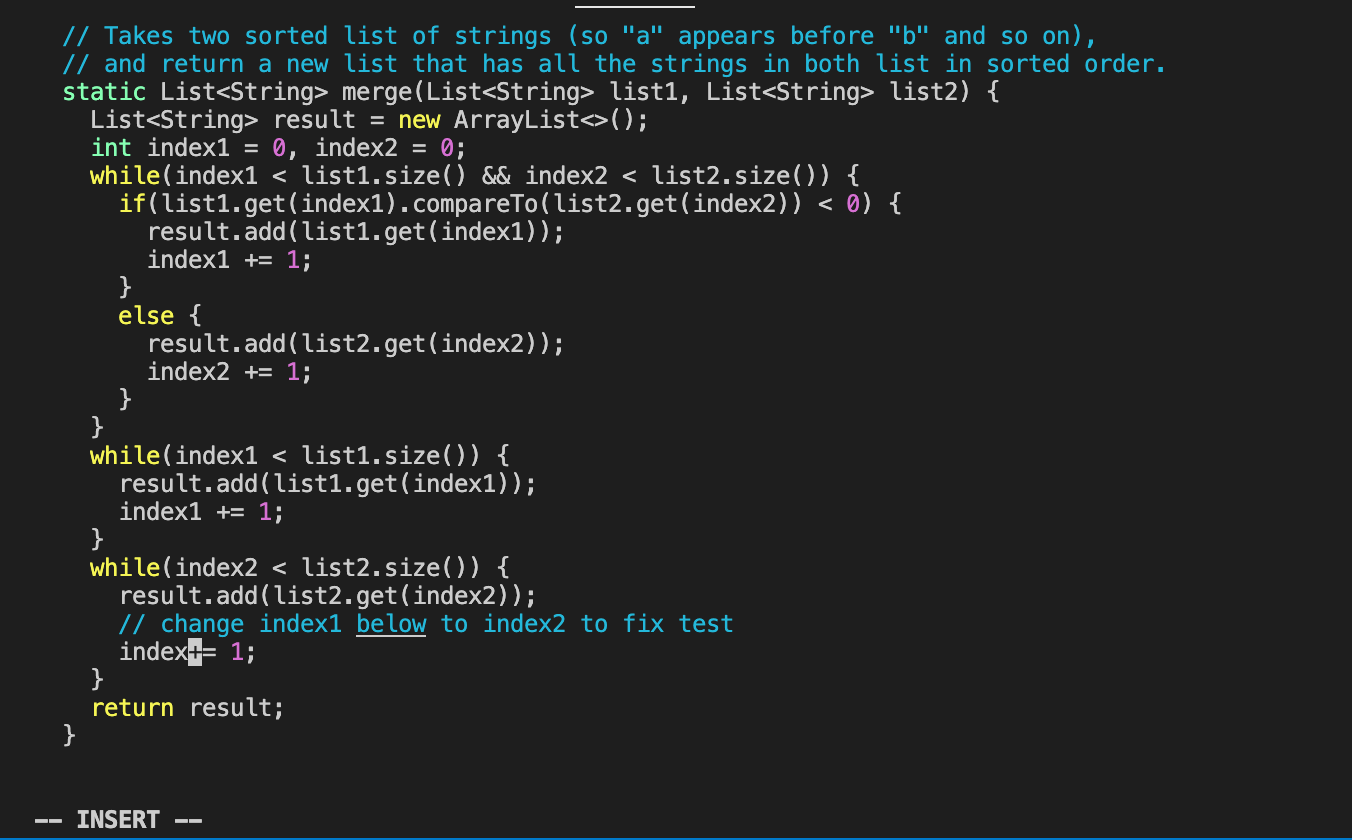 // Takes two sorted list of strings (so "a" appears before "b" and so on),
// and return a new list that has all the strings in both list in sorted order.
static List<String> merge(List<String> list1, List<String> list2) {
  List<String> result = new ArrayList<>();
  int index1 = 0, index2 = 0;
  while(index1 < list1.size() && index2 < list2.size()) {
    if(list1.get(index1).compareTo(list2.get(index2)) < 0) {
      result.add(list1.get(index1));
      index1 += 1;
    }
    else {
      result.add(list2.get(index2));
      index2 += 1;
    }
  }
  while(index1 < list1.size()) {
    result.add(list1.get(index1));
    index1 += 1;
  }
  while(index2 < list2.size()) {
    result.add(list2.get(index2));
    // change index1 below to index2 to fix test
    index+= 1;
  }
  return result;
}
-- INSERT --